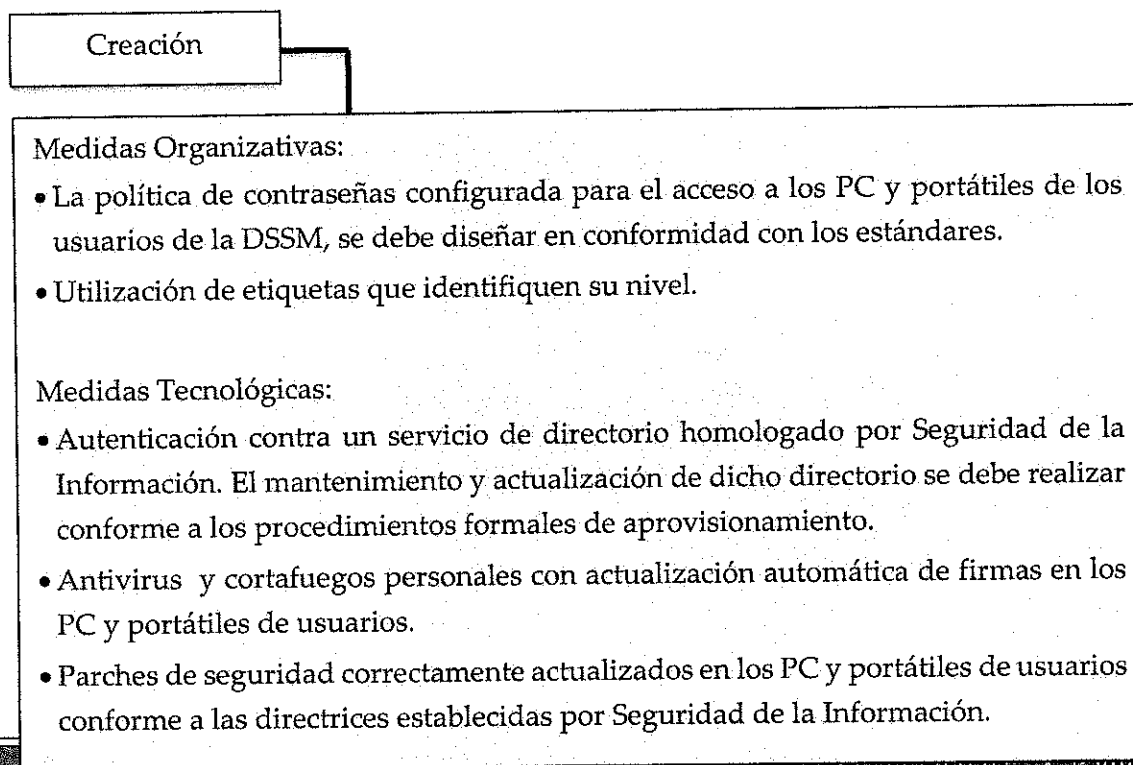 Creación
Medidas Organizativas:
• La política de contraseñas configurada para el acceso a los PC y portátiles de los
usuarios de la DSSM, se debe diseñar en conformidad con los estándares.
• Utilización de etiquetas que identifiquen su nivel.
Medidas Tecnológicas:
• Autenticación contra un servicio de directorio homologado por Seguridad de la
Información. El mantenimiento y actualización de dicho directorio se debe realizar
conforme a los procedimientos formales de aprovisionamiento.
• Antivirus y cortafuegos personales con actualización automática de firmas en los
PC y portátiles de usuarios.
• Parches de seguridad correctamente actualizados en los PC y portátiles de usuarios
conforme a las directrices establecidas por Seguridad de la Información.